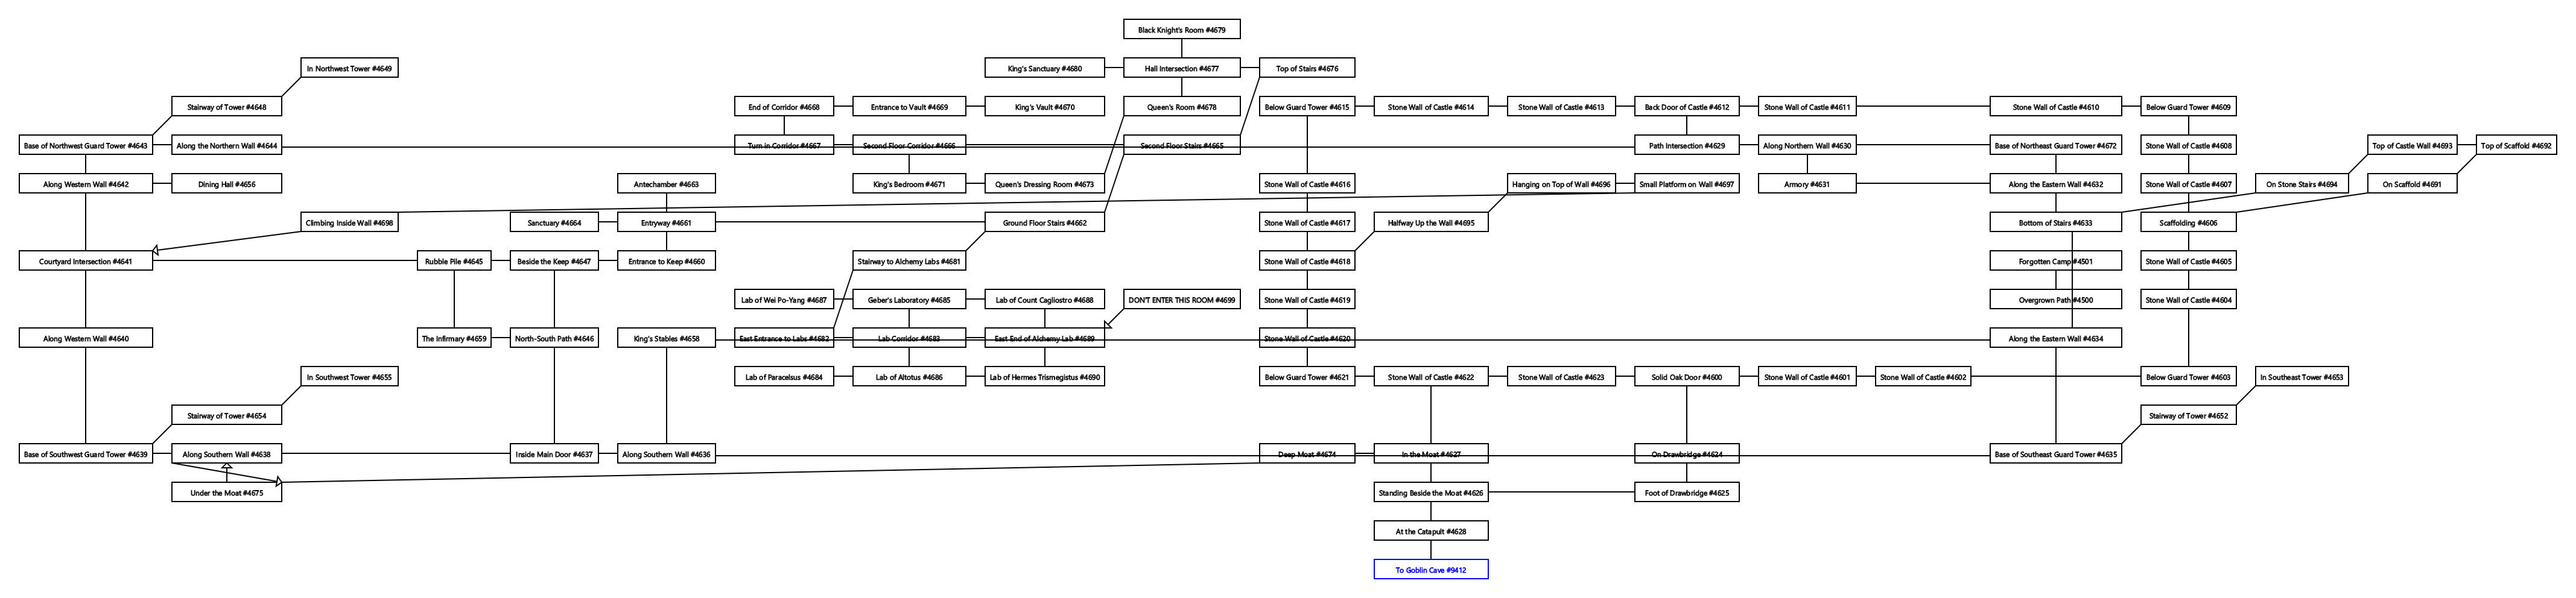 Black Knight's Room #4679
In Northwest Tower #4649
King's Sanctuary #4680
Hall Intersection #4677
Top of Stairs #4676
Stairway of Tower #4648
End of Corridor #4668
Entrance to Vault #4669
King's Vault #4670
Queen's Room #4678
Below Guard Tower #4615
Stone Wall of Castle #4614
Stone Wall of Castle #4613
Back Door of Castle #4612
Stone Wall of Castle #4611
Stone Wall of Castle #4610
Below Guard Tower #4609
Base of Northwest Guard Tower #4643
Along the Northern Wall #4644
Turn in Corridor #4667
Second Floor Corridor #4666
Second Floor Stairs #4665
Path Intersection #4629
Along Northern Wall #4630
Base of Northeast Guard Tower #4672
Stone Wall of Castle #4608
Top of Castle Wall #4693
Top of Scaffold #4692
Along Western Wall #4642
Dining Hall #4656
Antechamber #4663
King's Bedroom #4671
Queen's Dressing Room #4673
Stone Wall of Castle #4616
Hanging on Top of Wall #4696
Small Platform on Wall #4697
Armory #4631
Along the Eastern Wall #4632
Stone Wall of Castle #4607
On Stone Stairs #4694
On Scaffold #4691
Climbing Inside Wall #4698
Sanctuary #4664
Entryway #4661
Ground Floor Stairs #4662
Stone Wall of Castle #4617
Halfway Up the Wall #4695
Bottom of Stairs #4633
Scaffolding #4606
Courtyard Intersection #4641
Rubble Pile #4645
Beside the Keep #4647
Entrance to Keep #4660
Stairway to Alchemy Labs #4681
Stone Wall of Castle #4618
Forgotten Camp #4501
Stone Wall of Castle #4605
Lab of Wei Po-Yang #4687
Geber's Laboratory #4685
Lab of Count Cagliostro #4688
DON'T ENTER THIS ROOM #4699
Stone Wall of Castle #4619
Overgrown Path #4500
Stone Wall of Castle #4604
Along Western Wall #4640
The Infirmary #4659
North-South Path #4646
King's Stables #4658
East Entrance to Labs #4682
Lab Corridor #4683
East End of Alchemy Lab #4689
Stone Wall of Castle #4620
Along the Eastern Wall #4634
In Southwest Tower #4655
Lab of Paracelsus #4684
Lab of Altotus #4686
Lab of Hermes Trismegistus #4690
Below Guard Tower #4621
Stone Wall of Castle #4622
Stone Wall of Castle #4623
Solid Oak Door #4600
Stone Wall of Castle #4601
Stone Wall of Castle #4602
Below Guard Tower #4603
In Southeast Tower #4653
Stairway of Tower #4654
Stairway of Tower #4652
Base of Southwest Guard Tower #4639
Along Southern Wall #4638
Inside Main Door #4637
Along Southern Wall #4636
Deep Moat #4674
In the Moat #4627
On Drawbridge #4624
Base of Southeast Guard Tower #4635
Under the Moat #4675
Standing Beside the Moat #4626
Foot of Drawbridge #4625
At the Catapult #4628
To Goblin Cave #9412